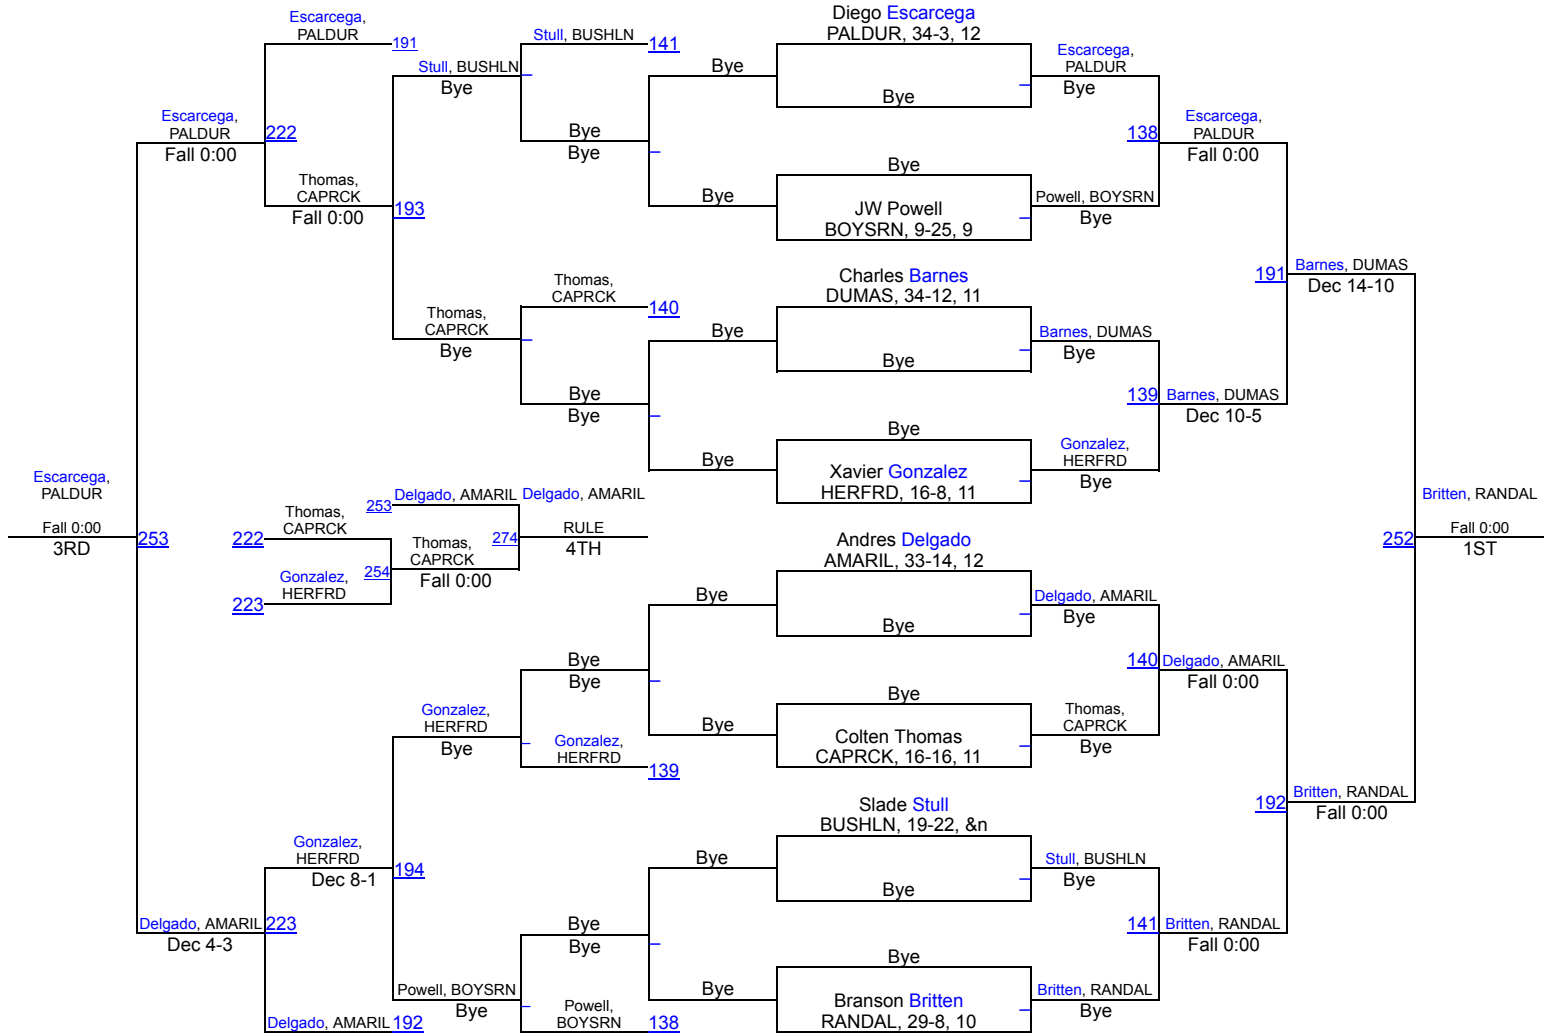 Escarcega,
PALDUR
191
Stull, BUSHLN
141
Diego Escarcega
PALDUR, 34-3, 12
Stull, BUSHLN
Bye
Bye
Bye
Escarcega,
PALDUR
Bye
Escarcega,
PALDUR
Fall 0:00
222
Bye
Bye
138
Escarcega,
PALDUR
Fall 0:00
Thomas,
CAPRCK
Fall 0:00
193
Bye
Bye
JW Powell
BOYSRN, 9-25, 9
Powell, BOYSRN
Bye
Thomas,
CAPRCK
140
Charles Barnes
DUMAS, 34-12, 11
191
Barnes, DUMAS
Dec 14-10
Thomas,
CAPRCK
Bye
Bye
Bye
Barnes, DUMAS
Bye
Bye
Bye
139
Barnes, DUMAS
Dec 10-5
Bye
Bye
Xavier Gonzalez
HERFRD, 16-8, 11
Gonzalez,
HERFRD
Bye
Escarcega,
PALDUR
Fall 0:00
3RD
253
Thomas,
CAPRCK
222
253
Delgado, AMARIL
Delgado, AMARIL
RULE
4TH
274
Thomas,
CAPRCK
Fall 0:00
254
Gonzalez,
HERFRD
223
Andres Delgado
AMARIL, 33-14, 12
252
Britten, RANDAL
Fall 0:00
1ST
Bye
Bye
Delgado, AMARIL
Bye
Bye
Bye
140
Delgado, AMARIL
Fall 0:00
Gonzalez,
HERFRD
Bye
Gonzalez,
HERFRD
139
Bye
Bye
Colten Thomas
CAPRCK, 16-16, 11
Thomas,
CAPRCK
Bye
Slade Stull
BUSHLN, 19-22, &n
192
Britten, RANDAL
Fall 0:00
Gonzalez,
HERFRD
Dec 8-1
194
Bye
Bye
Stull, BUSHLN
Bye
Delgado, AMARIL
Dec 4-3
223
Bye
Bye
141
Britten, RANDAL
Fall 0:00
Powell, BOYSRN
Bye
Bye
Bye
Branson Britten
RANDAL, 29-8, 10
Britten, RANDAL
Bye
Delgado, AMARIL
192
Powell,
BOYSRN
138